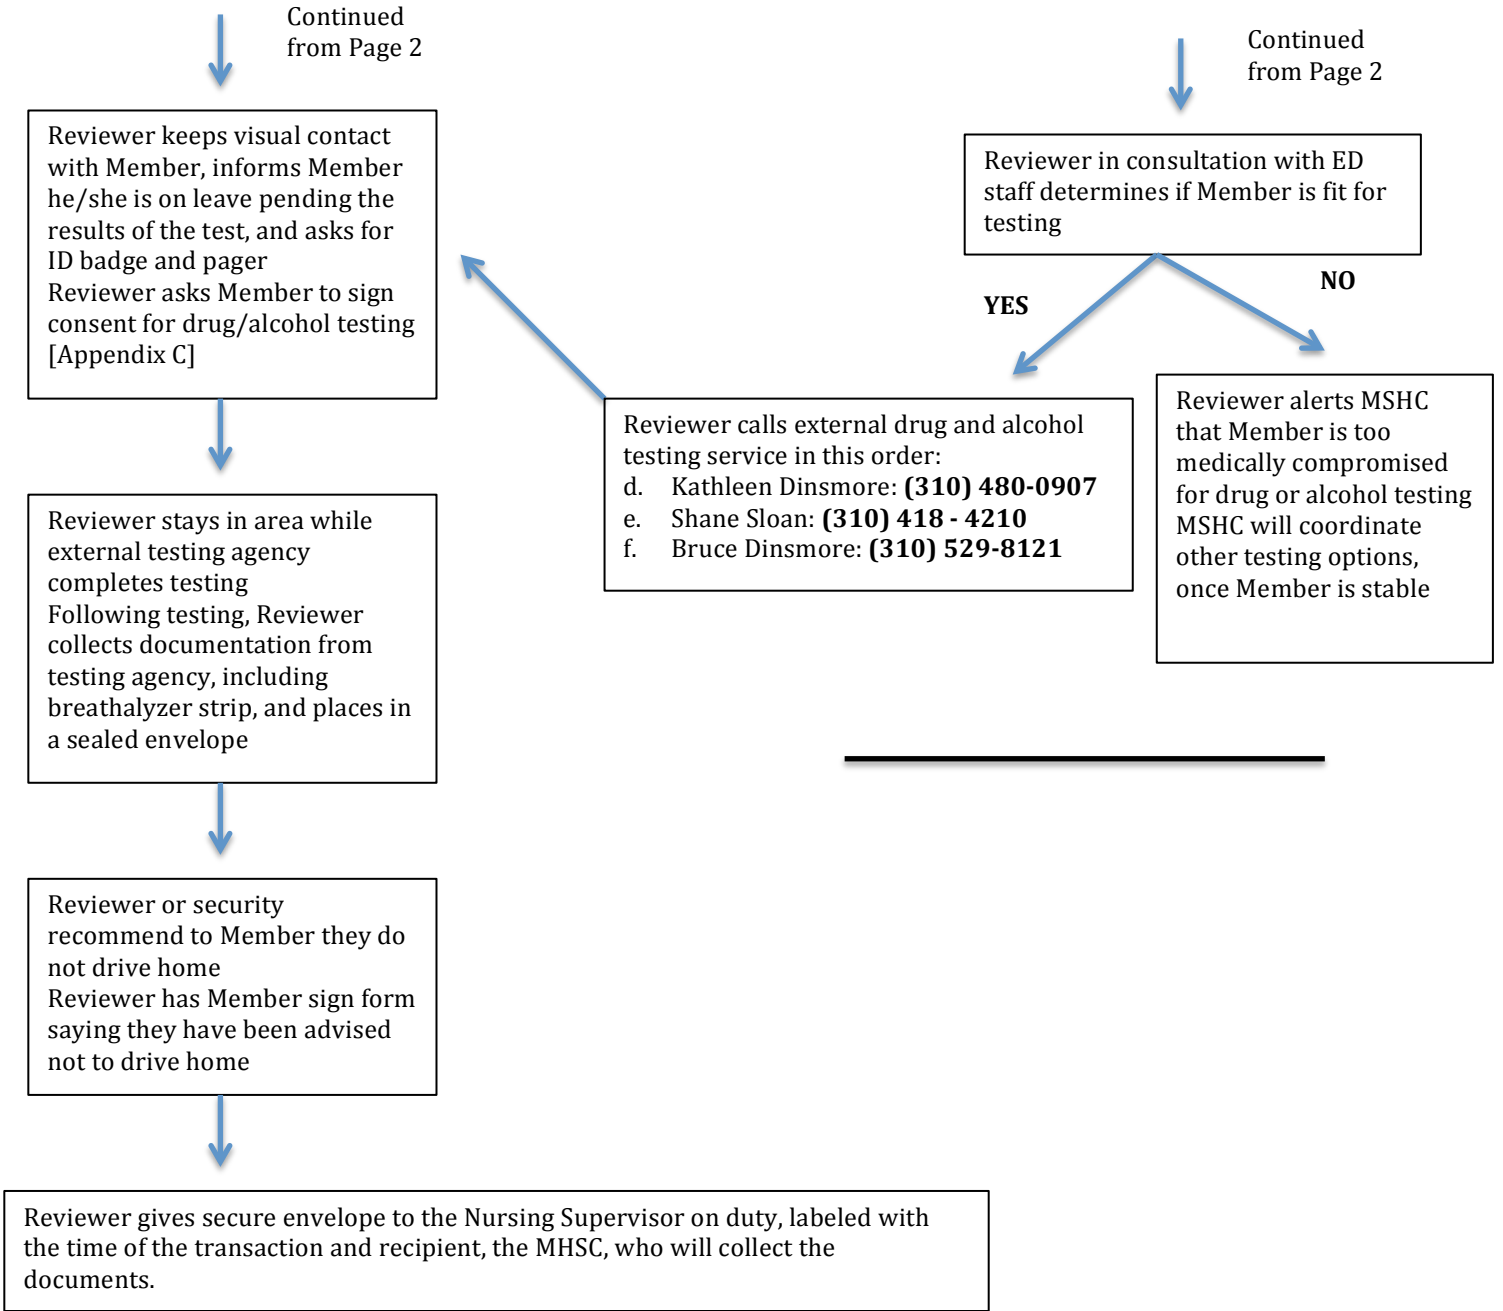 Continued
from Page 2
Reviewer keeps visual contact
with Member, informs Member
he/she is on leave pending the
results of the test, and asks for
ID badge and pager
Reviewer asks Member to sign
consent for drug/alcohol testing
[Appendix C]
Reviewer stays in area while
external testing agency
completes testing
Following testing, Reviewer
collects documentation from
testing agency, including
breathalyzer strip, and places in
a sealed envelope
Reviewer or security
recommend to Member they do
not drive home
Reviewer has Member sign form
saying they have been advised
not to drive home
Reviewer gives secure envelope to the Nursing Supervisor on duty, labeled with
the time of the transaction and recipient, the MHSC, who will collect the
documents.
Continued
from Page 2
Reviewer in consultation with ED
staff determines if Member is fit for
testing
YES
NO
Reviewer calls external drug and alcohol
testing service in this order:
d. Kathleen Dinsmore: (310) 480-0907
e. Shane Sloan: (310) 418 - 4210
f. Bruce Dinsmore: (310) 529-8121
Reviewer alerts MSHC
that Member is too
medically compromised
for drug or alcohol testing
MSHC will coordinate
other testing options,
once Member is stable